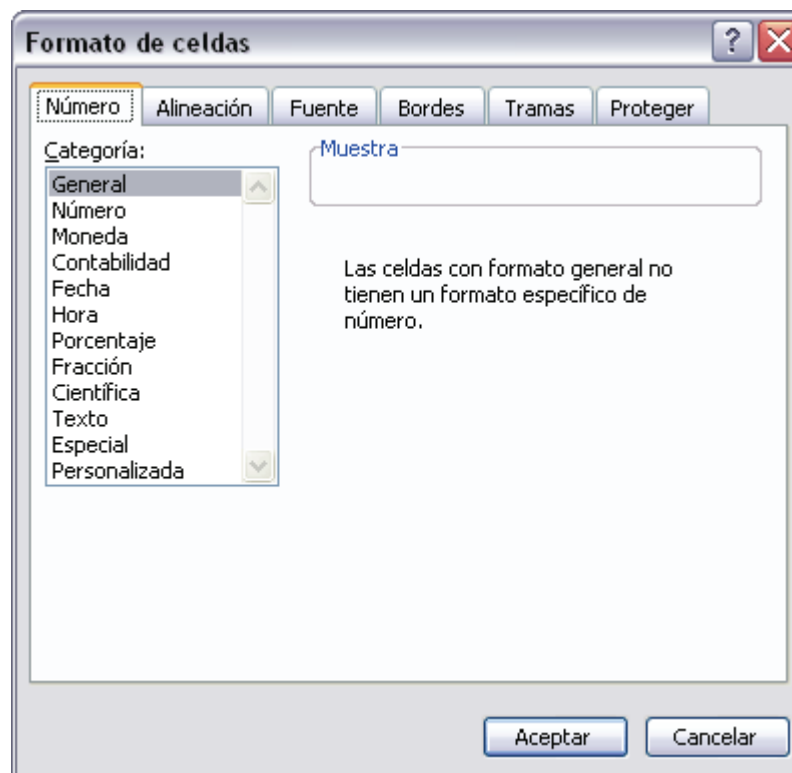 Formato de celdas
Número Alineación Fuente Bordes Tramas Proteger
Categoría:
General
Número
Moneda
Contabilidad
Fecha
Hora
Porcentaje
Fracción
Científica
Texto
Especial
Personalizada
Muestra
Las celdas con formato general no
tienen un formato específico de
número.
Aceptar Cancelar